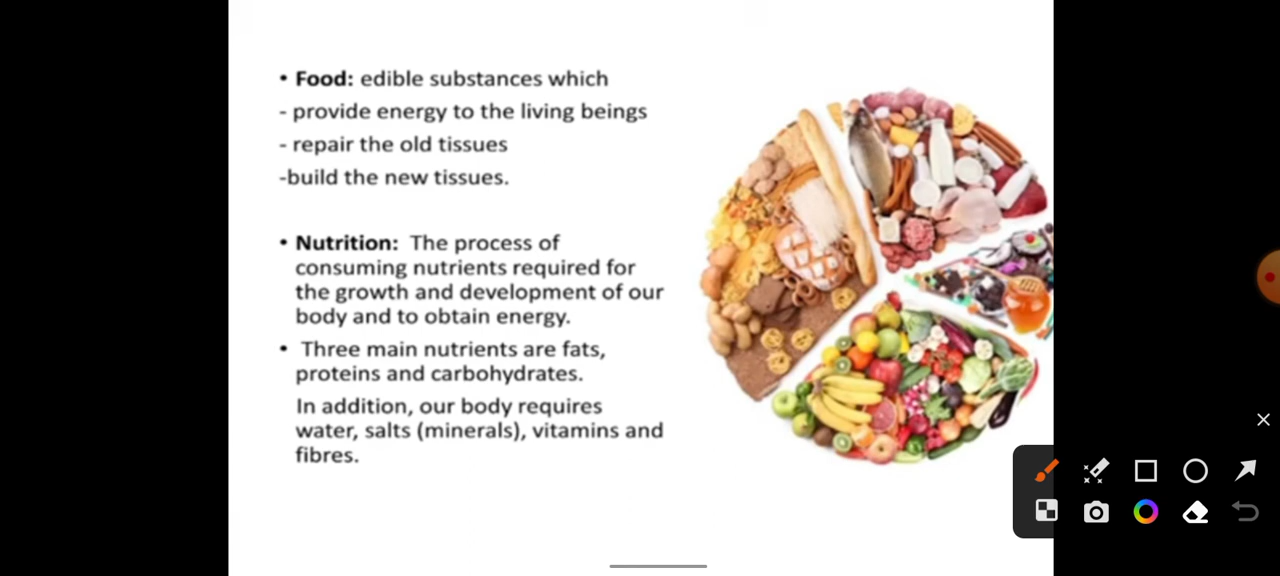 • Food: edible substances which
- provide energy to the living beings
- repair the old tissues
-build the new tissues.
• Nutrition: The process of
consuming nutrients required for
the growth and development of our
body and to obtain energy.
• Three main nutrients are fats,
proteins and carbohydrates.
In addition, our body requires
water, salts (minerals), vitamins and
fibres.